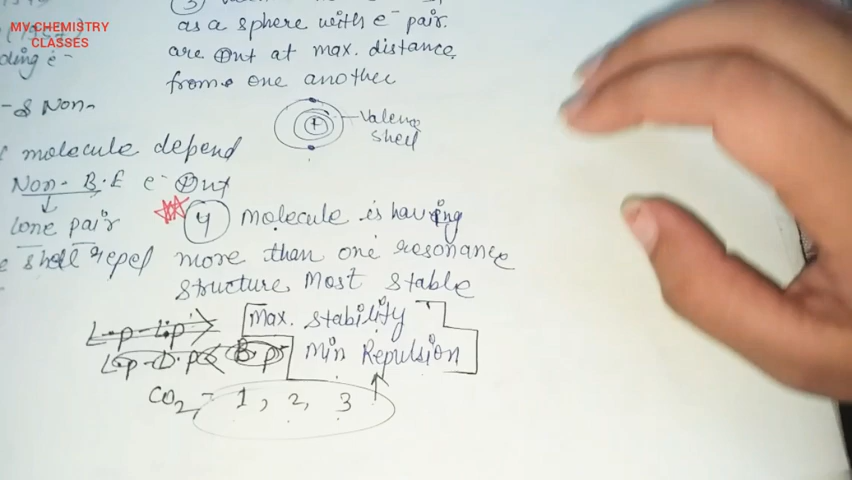 MY CHEMISTRY
CLASSES
ding e-
- & Non-
molecule depend
Non- B.E e-
lone pair
shell repel
3
as a sphere with e- pair.
are at max. distance
from one another
+
Valence
shell
4 molecule is having
more than one resonance
structure Most stable
Max. stability
Min Repulsion
L.p - l.p >
CO2 = 1, 2, 3